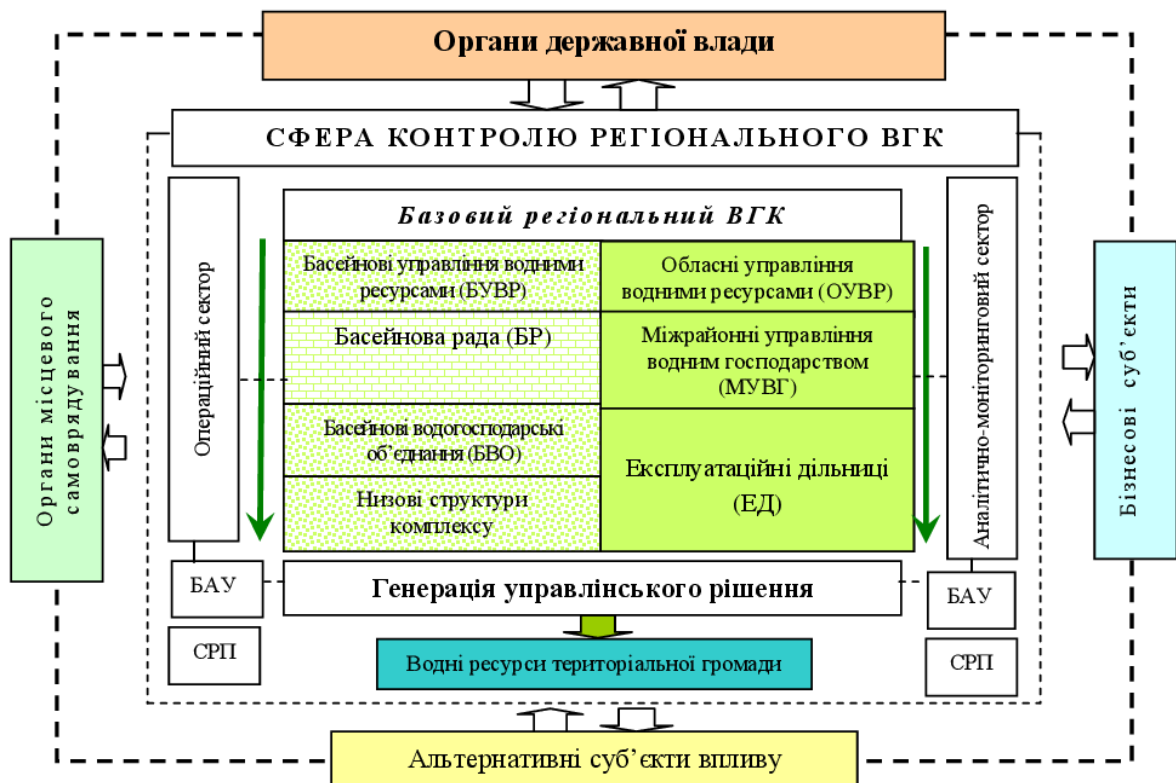 Органи державної влади
СФЕРА КОНТРОЛЮ РЕГІОНАЛЬНОГО ВГК
Органи місцевого
самоврядування
Операційний сектор
Базовий регіональний ВГК
Басейнові управління водними
ресурсами (БУВР)
Обласні управління
водними ресурсами (ОУВР)
Басейнова рада (БР)
Міжрайонні управління
водним господарством
(МУВГ)
Басейнові водогосподарські
об’єднання (БВО)
Низові структури
комплексу
Експлуатаційні дільниці
(ЕД)
Аналітично-моніторинговий сектор
Бізнесові суб’єкти
БАУ
СРП
Генерація управлінського рішення
БАУ
СРП
Водні ресурси територіальної громади
Альтернативні суб’єкти впливу